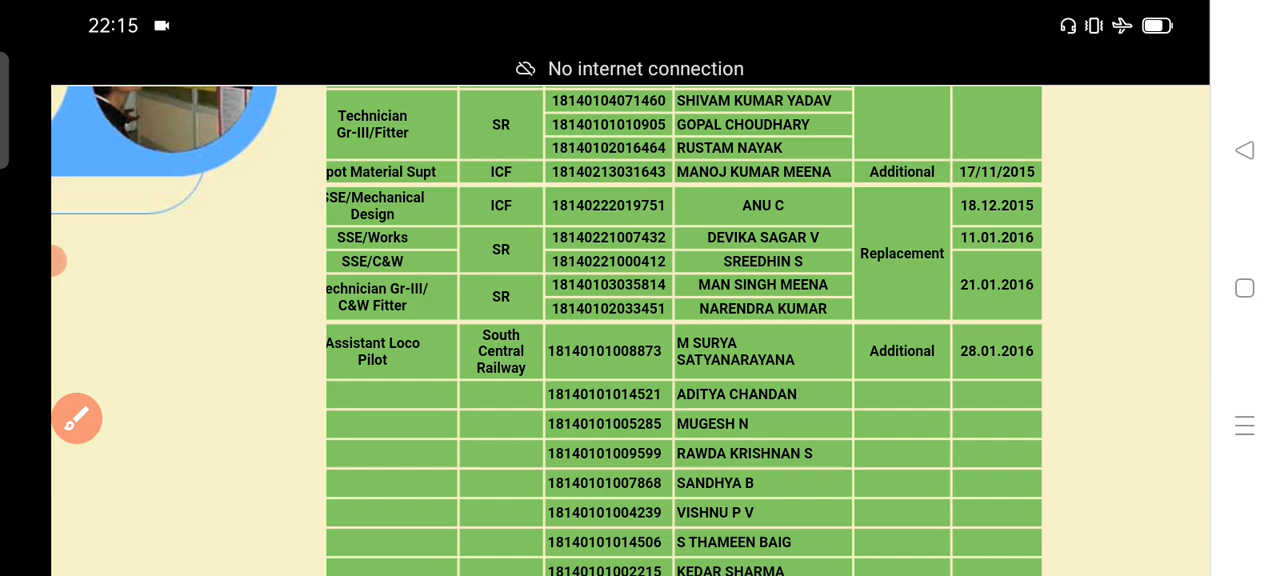 22:15
No internet connection
Technician
Gr-III/Fitter
SR
18140104071460 SHIVAM KUMAR YADAV
18140101010905 GOPAL CHOUDHARY
18140102016464 RUSTAM NAYAK
pot Material Supt ICF 18140213031643 MANOJ KUMAR MEENA Additional 17/11/2015
SSE/Mechanical
Design
ICF 18140222019751 ANU C 18.12.2015
SSE/Works 18140221007432 DEVIKA SAGAR V 11.01.2016
SR
Replacement
SSE/C&W 18140221000412 SREEDHIN S
echnician Gr-III/
C&W Fitter
SR
18140103035814 MAN SINGH MEENA 21.01.2016
18140102033451 NARENDRA KUMAR
Assistant Loco
Pilot
South
Central
Railway
18140101008873 M SURYA
SATYANARAYANA
Additional 28.01.2016
18140101014521 ADITYA CHANDAN
18140101005285 MUGESH N
18140101009599 RAWDA KRISHNAN S
18140101007868 SANDHYA B
18140101004239 VISHNU P V
18140101014506 S THAMEEN BAIG
18140101002215 KEDAR SHARMA